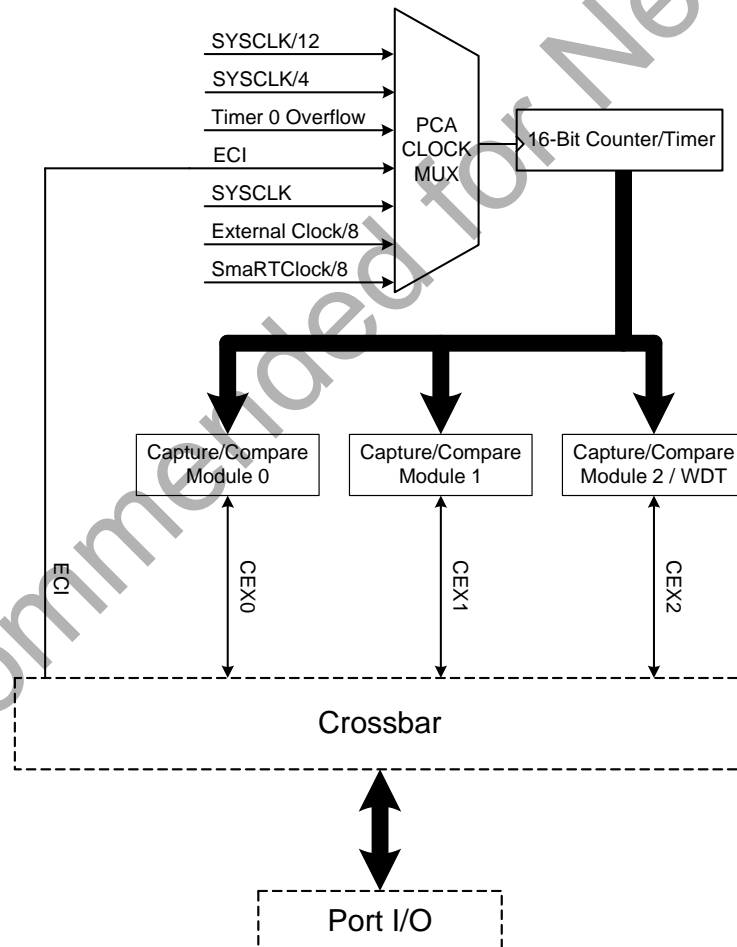 SYSCLK/12
SYSCLK/4
Timer 0 Overflow
ECI
SYSCLK
External Clock/8
SmaRTClock/8
PCA
CLOCK
MUX
16-Bit Counter/Timer
Capture/Compare
Module 0
Capture/Compare
Module 1
Capture/Compare
Module 2 / WDT
ECI
CEX0
CEX1
CEX2
Crossbar
Port I/O